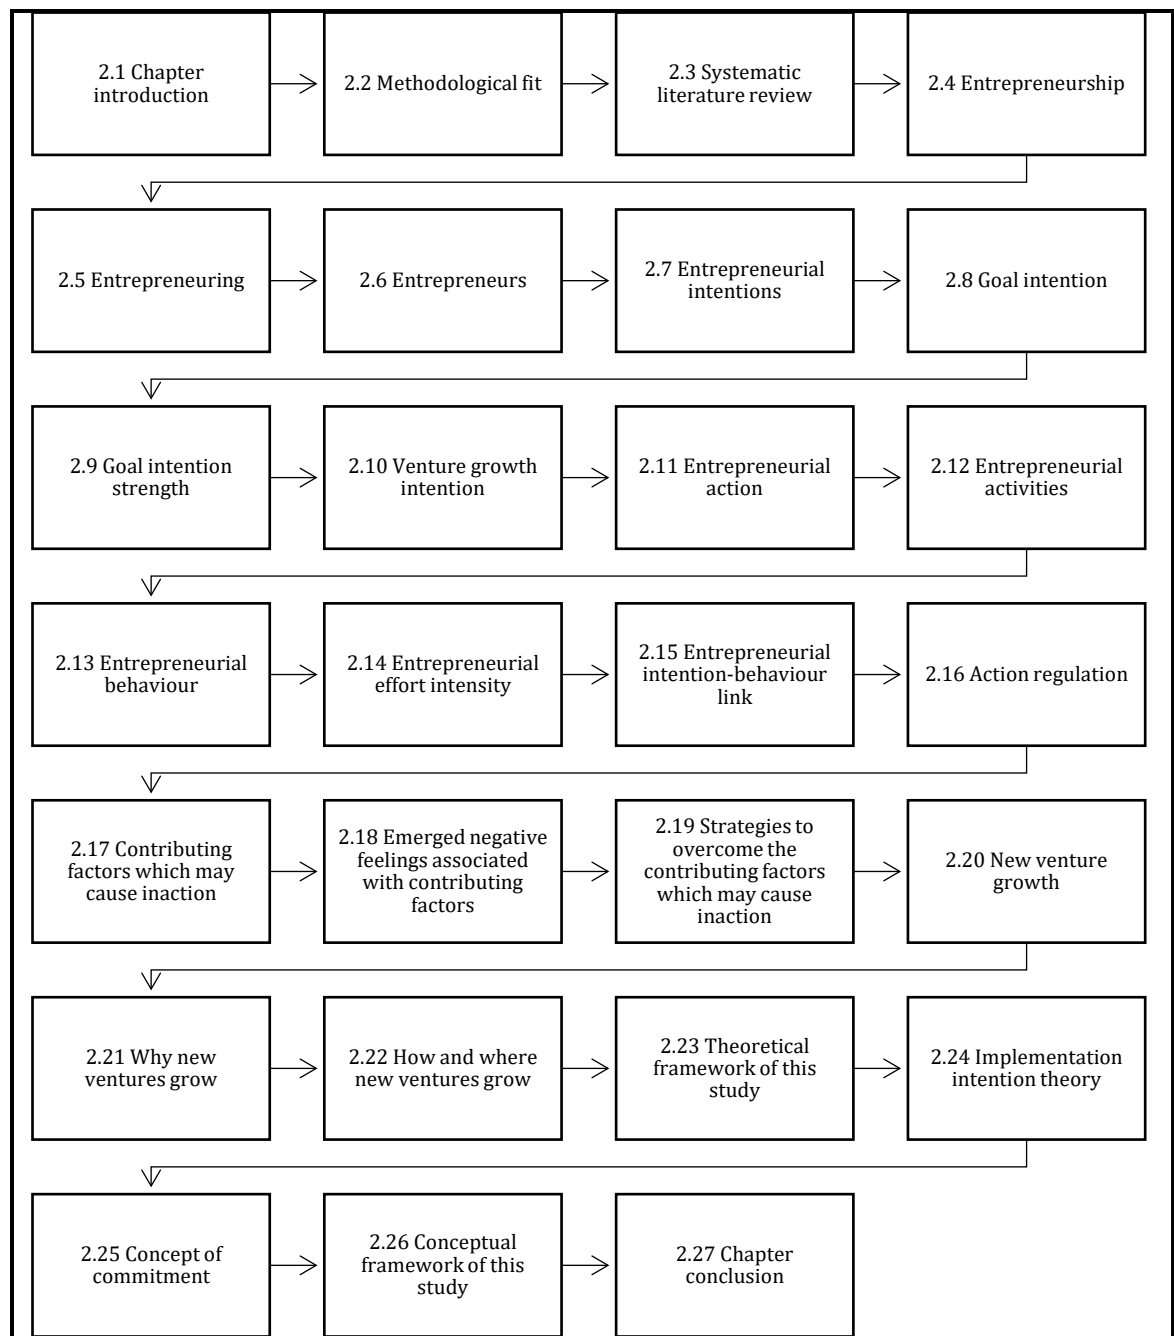 2.1 Chapter
introduction
2.2 Methodological fit
2.3 Systematic
literature review
2.4 Entrepreneurship
2.5 Entrepreneuring
2.6 Entrepreneurs
2.7 Entrepreneurial
intentions
2.8 Goal intention
2.9 Goal intention
strength
2.10 Venture growth
intention
2.11 Entrepreneurial
action
2.12 Entrepreneurial
activities
2.13 Entrepreneurial
behaviour
2.14 Entrepreneurial
effort intensity
2.15 Entrepreneurial
intention-behaviour
link
2.16 Action regulation
2.17 Contributing
factors which may
cause inaction
2.18 Emerged negative
feelings associated
with contributing
factors
2.19 Strategies to
overcome the
contributing factors
which may cause
inaction
2.20 New venture
growth
2.21 Why new
ventures grow
2.22 How and where
new ventures grow
2.23 Theoretical
framework of this
study
2.24 Implementation
intention theory
2.25 Concept of
commitment
2.26 Conceptual
framework of this
study
2.27 Chapter
conclusion